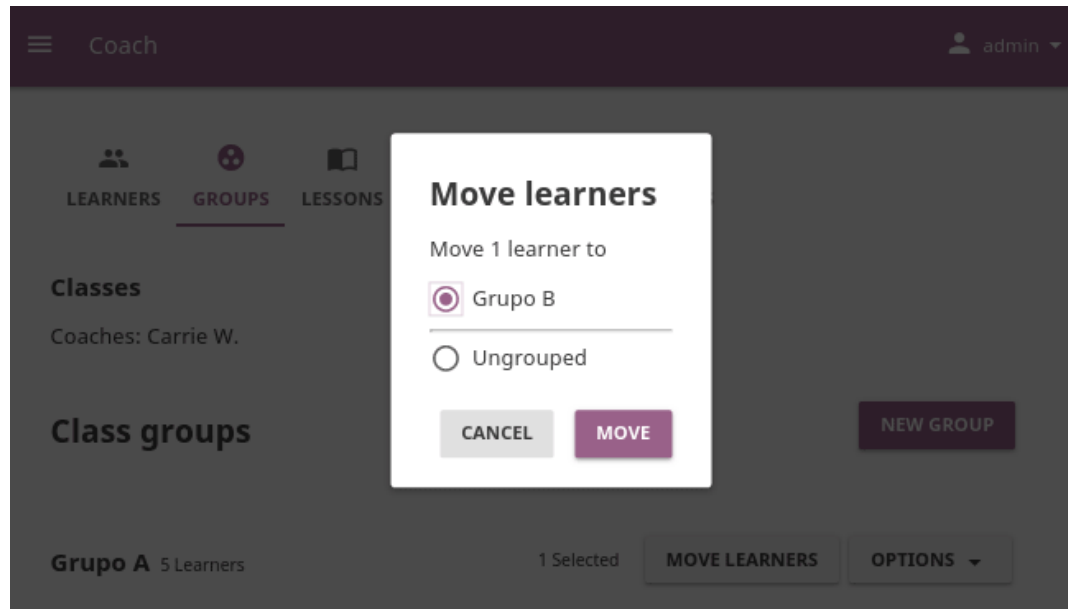 Coach
admin
LEARNERS GROUPS LESSONS
Classes
Coaches: Carrie W.
Class groups
NEW GROUP
Grupo A 5 Learners
1 Selected MOVE LEARNERS OPTIONS
Move learners
Move 1 learner to
Grupo B
Ungrouped
CANCEL MOVE